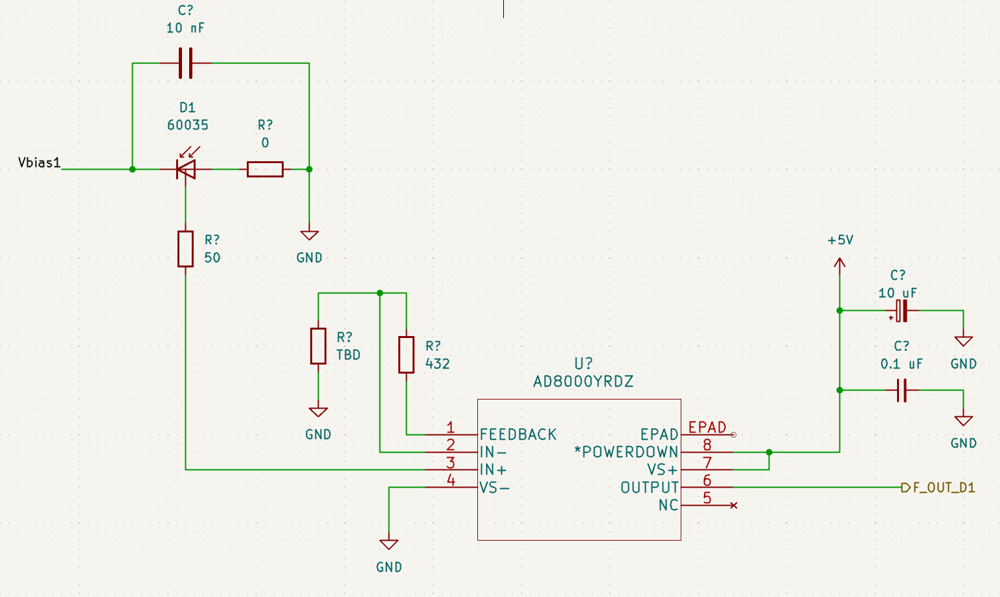 C?
10 nF
D1
60035
R?
0
Vbias1
R?
50
GND
+5V
C?
10 uF
+
GND
R?
TBD
R?
432
C?
0.1 uF
GND
U?
AD8000YRDZ
GND
1
FEEDBACK
EPAD
EPAD
2
IN-
*POWERDOWN
8
3
IN+
VS+
7
4
VS-
OUTPUT
6
F_OUT_D1
NC
5
GND